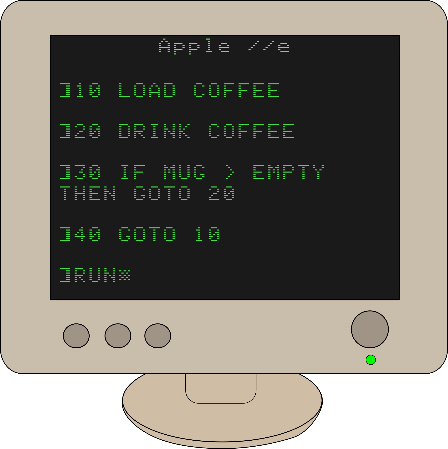 Apple //e
]10 LOAD COFFEE
]20 DRINK COFFEE
]30 IF MUG > EMPTY
THEN GOTO 20
]40 GOTO 10
]RUN